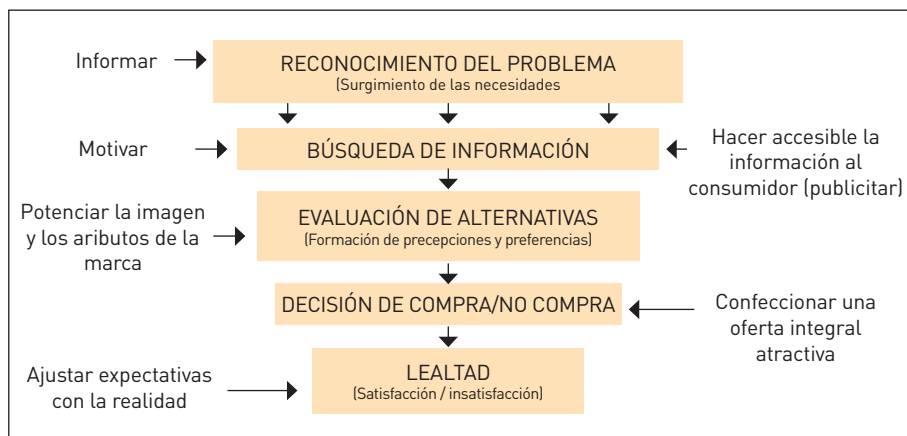 Informar
RECONOCIMIENTO DEL PROBLEMA
(Surgimiento de las necesidades
Motivar
BÚSQUEDA DE INFORMACIÓN
Hacer accesible la
información al
consumidor (publicitar)
Potenciar la imagen
y los aributos de la
marca
EVALUACIÓN DE ALTERNATIVAS
(Formación de precepciones y preferencias)
DECISIÓN DE COMPRA/NO COMPRA
Confeccionar una
oferta integral
atractiva
Ajustar expectativas
con la realidad
LEALTAD
(Satisfacción / insatisfacción)